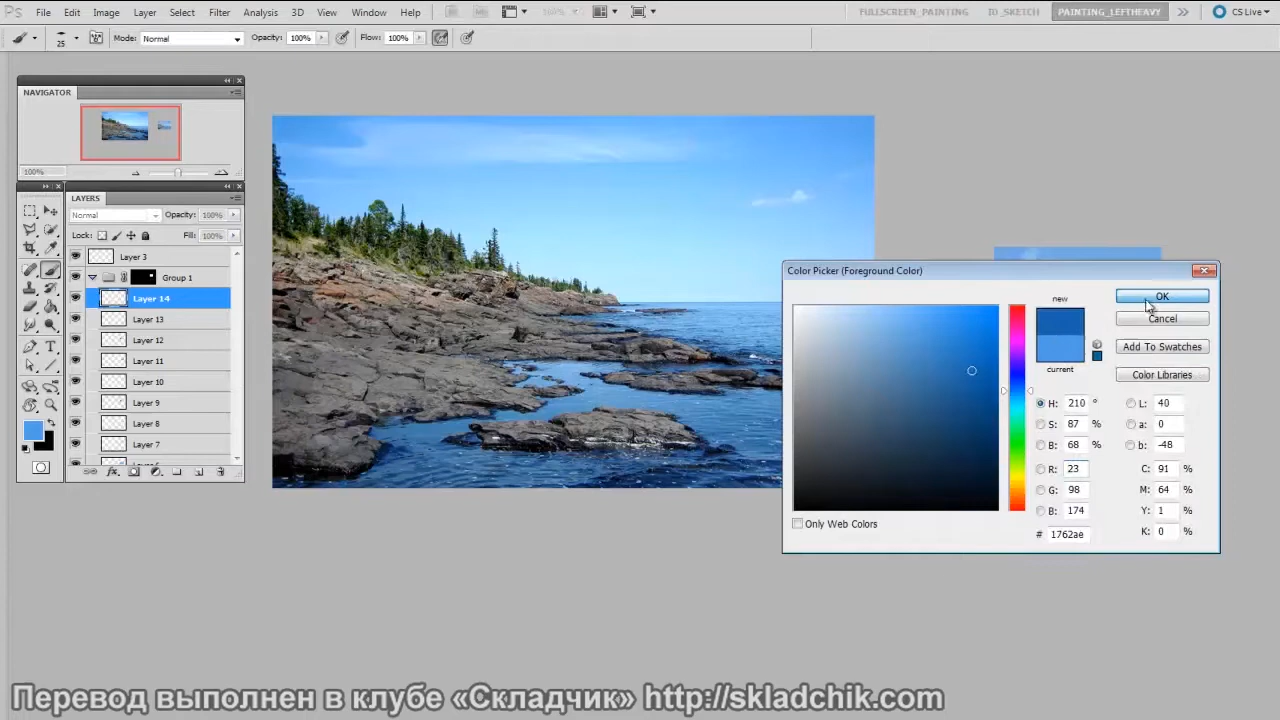 Ps File Edit Image Layer Select Filter Analysis 3D View Window Help 100% FULLSCREEN_PAINTING IO_SKETCH PAINTING_LEFTHEAVY CS Live
25 Mode: Normal Opacity: 100% Flow: 100%
NAVIGATOR
100%
LAYERS
Normal Opacity: 100%
Lock: Fill: 100%
Layer 3
Group 1
Layer 14
Layer 13
Layer 12
Layer 11
Layer 10
Layer 9
Layer 8
Layer 7
Color Picker (Foreground Color)
new
current
OK
Cancel
Add To Swatches
Color Libraries
H: 210 ° L: 40
S: 87 % a: 0
B: 68 % b: -48
R: 23 C: 91 %
G: 98 M: 64 %
B: 174 Y: 1 %
# 1762ae K: 0 %
Only Web Colors
Перевод выполнен в клубе «Складчик» http://skladchik.com